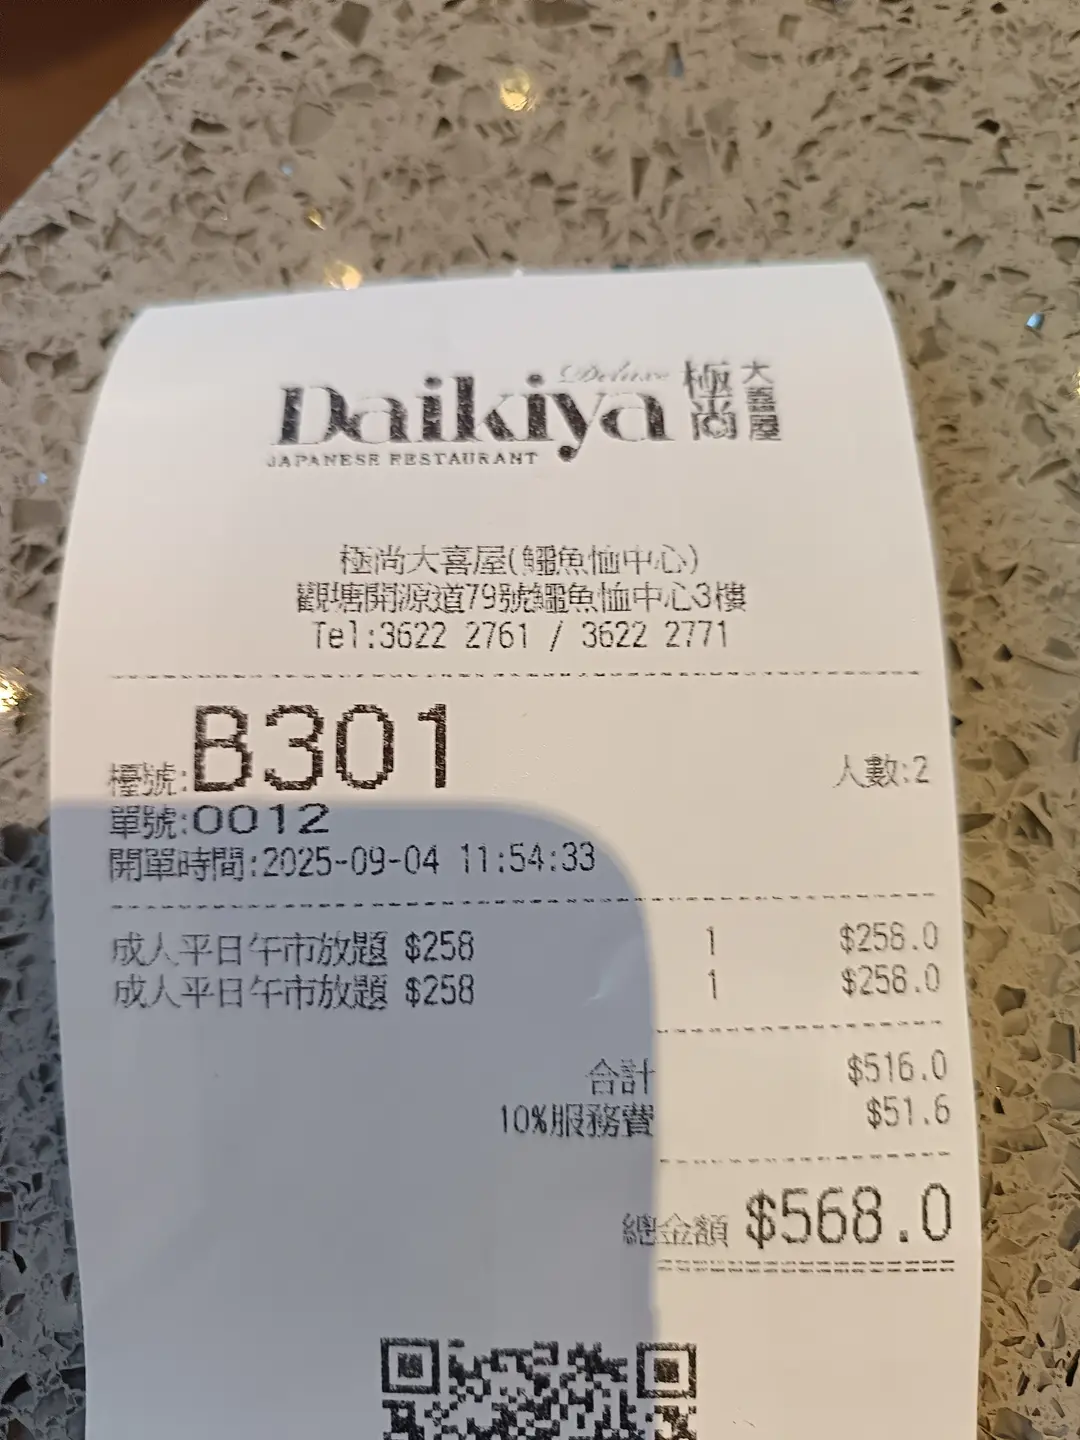 Deluxe
Daikiya 極尚 大喜屋
JAPANESE RESTAURANT
極尚大喜屋(鱷魚恤中心)
觀塘開源道79號鱷魚恤中心3樓
Tel:3622 2761 / 3622 2771
檯號:B301 人數:2
單號:0012
開單時間:2025-09-04 11:54:33
成人平日午市放題 $258 1 $258.0
成人平日午市放題 $258 1 $258.0
合計 $516.0
10%服務費 $51.6
總金額 $568.0